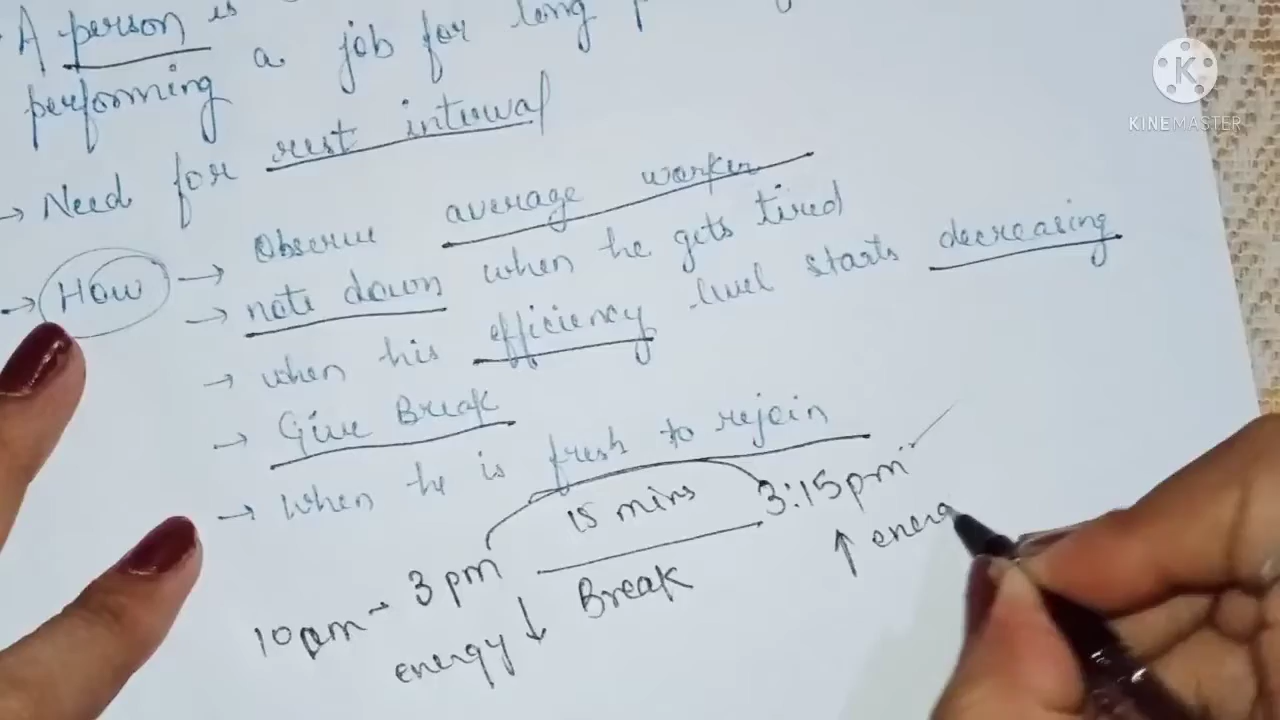 A person is
performing a job for long
→ Need for rest interval
→ How → Observe average worker
→ note down when he gets tired
→ when his efficiency level starts decreasing
→ Give Break
→ When he is fresh to rejoin
10am - 3pm 15 mins 3:15pm
energy ↓ Break ↑ energ
K
KINEMASTER